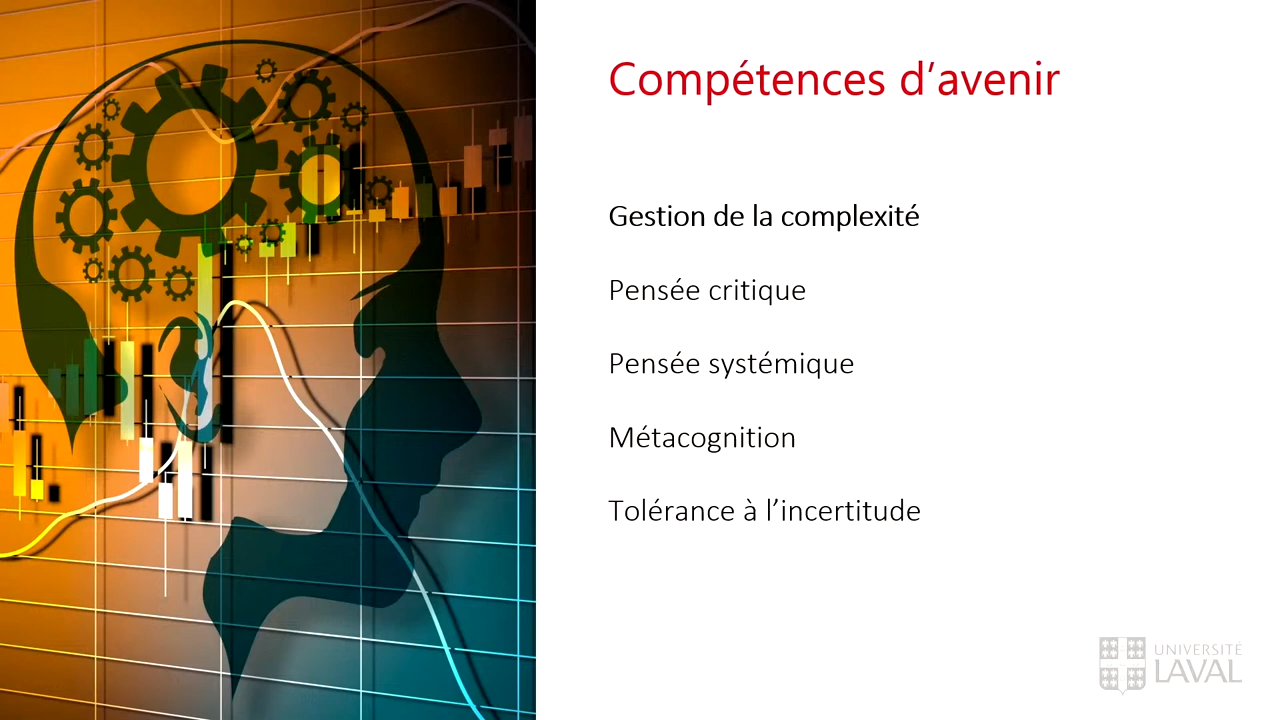 Compétences d’avenir
Gestion de la complexité
Pensée critique
Pensée systémique
Métacognition
Tolérance à l’incertitude
UNIVERSITÉ
LAVAL